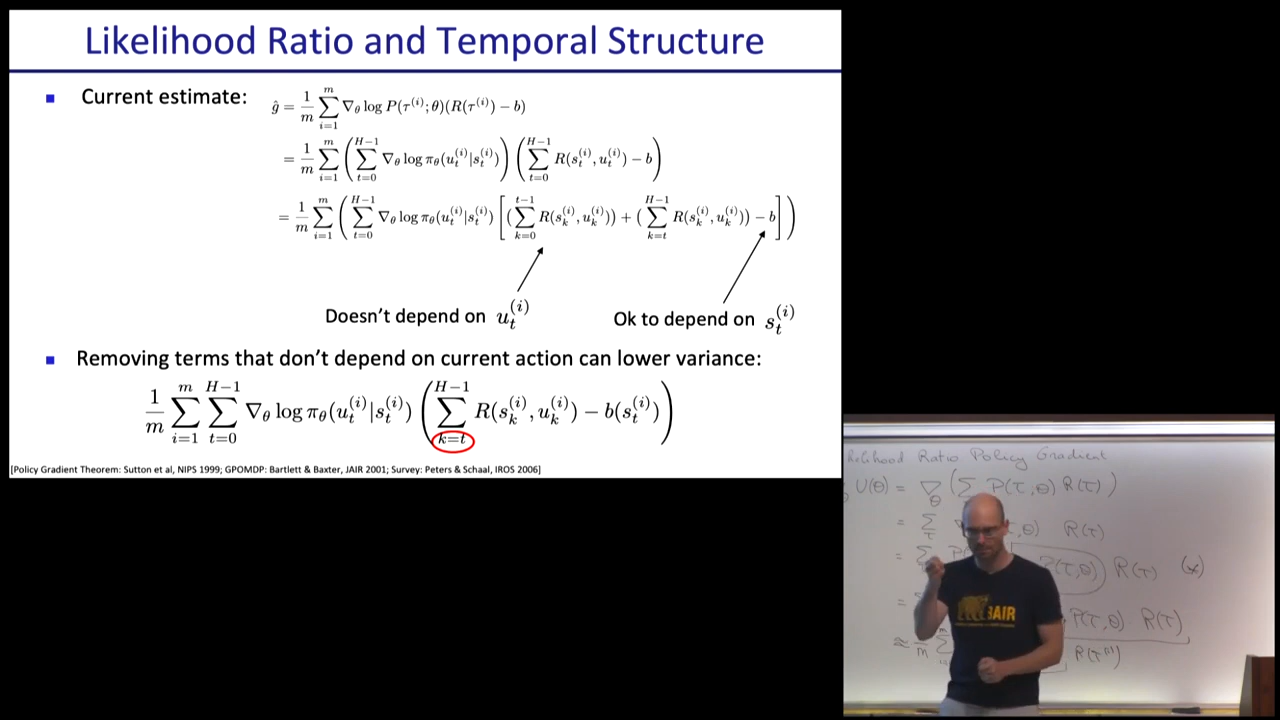 Likelihood Ratio and Temporal Structure
▪ Current estimate: ĝ = 1/m ∑_{i=1}^{m} ∇_θ log P(τ^{(i)}; θ)(R(τ^{(i)}) − b)
= 1/m ∑_{i=1}^{m} ( ∑_{t=0}^{H−1} ∇_θ log π_θ(u_t^{(i)}|s_t^{(i)}) ) ( ∑_{t=0}^{H−1} R(s_t^{(i)}, u_t^{(i)}) − b )
= 1/m ∑_{i=1}^{m} ( ∑_{t=0}^{H−1} ∇_θ log π_θ(u_t^{(i)}|s_t^{(i)}) [ ( ∑_{k=0}^{t−1} R(s_k^{(i)}, u_k^{(i)})) + ( ∑_{k=t}^{H−1} R(s_k^{(i)}, u_k^{(i)})) − b ] )
Doesn't depend on u_t^{(i)} Ok to depend on s_t^{(i)}
▪ Removing terms that don't depend on current action can lower variance:
1/m ∑_{i=1}^{m} ∑_{t=0}^{H−1} ∇_θ log π_θ(u_t^{(i)}|s_t^{(i)}) ( ∑_{k=t}^{H−1} R(s_k^{(i)}, u_k^{(i)}) − b(s_t^{(i)}) )
[Policy Gradient Theorem: Sutton et al, NIPS 1999; GPOMDP: Bartlett & Baxter, JAIR 2001; Survey: Peters & Schaal, IROS 2006]
Ratio Policy Gradient
U(θ) = ∇_θ ( ∑ P(τ,θ) R(τ) )
= ∑_τ θ) R(τ)
= ∑ P(τ,θ) R(τ) (*)
= P(τ,θ) R(τ)
≈ 1/m ∑ R(τ^{(i)})
BAIR